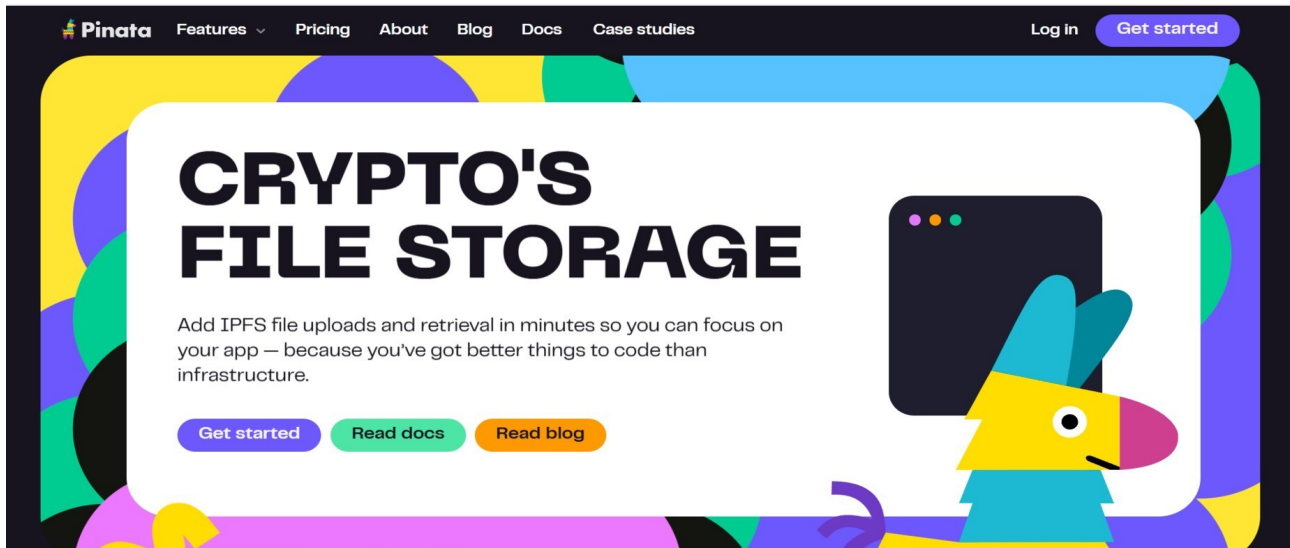 Pinata Features Pricing About Blog Docs Case studies Log in Get started
CRYPTO'S
FILE STORAGE
Add IPFS file uploads and retrieval in minutes so you can focus on
your app — because you've got better things to code than
infrastructure.
Get started Read docs Read blog